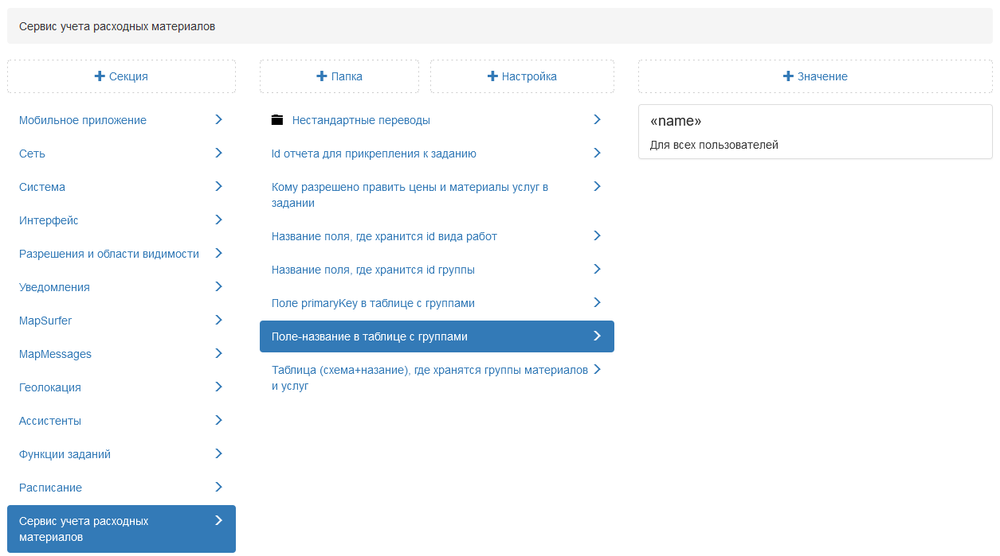 Сервис учета расходных материалов
Секция
Мобильное приложение
Сеть
Система
Интерфейс
Разрешения и области видимости
Уведомления
MapSurfer
MapMessages
Геолокация
Ассистенты
Функции заданий
Расписание
Сервис учета расходных
материалов
Папка
Настройка
Нестандартные переводы
Id отчета для прикрепления к заданию
Кому разрешено править цены и материалы услуг в
задании
Название поля, где хранится id вида работ
Название поля, где хранится id группы
Поле primaryKey в таблице с группами
Поле-название в таблице с группами
Таблица (схема+назание), где хранятся группы материалов
и услуг
Значение
«name»
Для всех пользователей